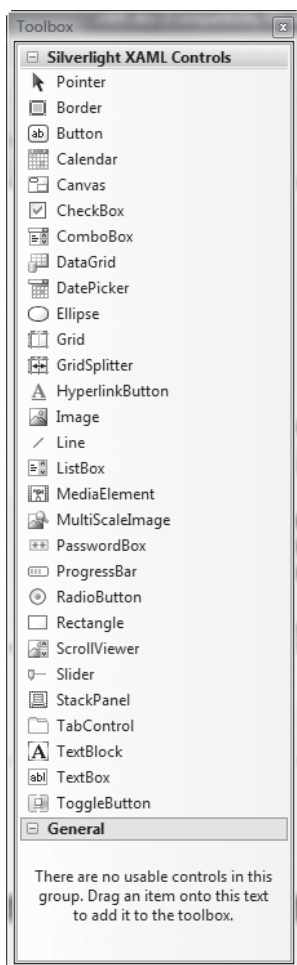 Toolbox
Silverlight XAML Controls
Pointer
Border
ab Button
Calendar
Canvas
CheckBox
ComboBox
DataGrid
DatePicker
Ellipse
Grid
GridSplitter
A HyperlinkButton
Image
Line
ListBox
MediaElement
MultiScaleImage
PasswordBox
ProgressBar
RadioButton
Rectangle
ScrollViewer
Slider
StackPanel
TabControl
A TextBlock
abl TextBox
ToggleButton
General
There are no usable controls in this
group. Drag an item onto this text
to add it to the toolbox.